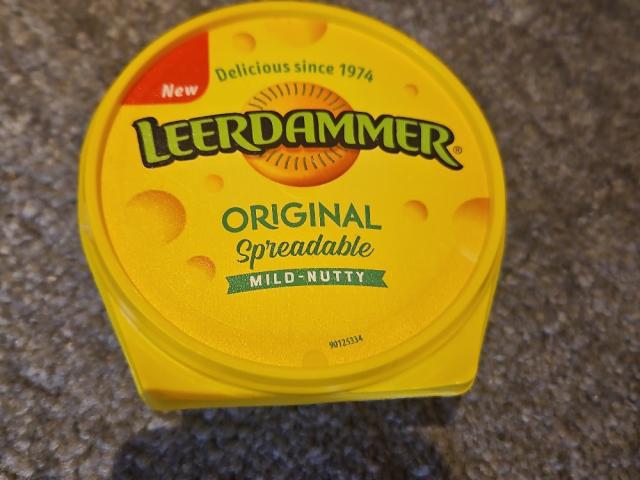 Delicious since 1974
New
LEERDAMMER®
ORIGINAL
Spreadable
MILD-NUTTY
90125334